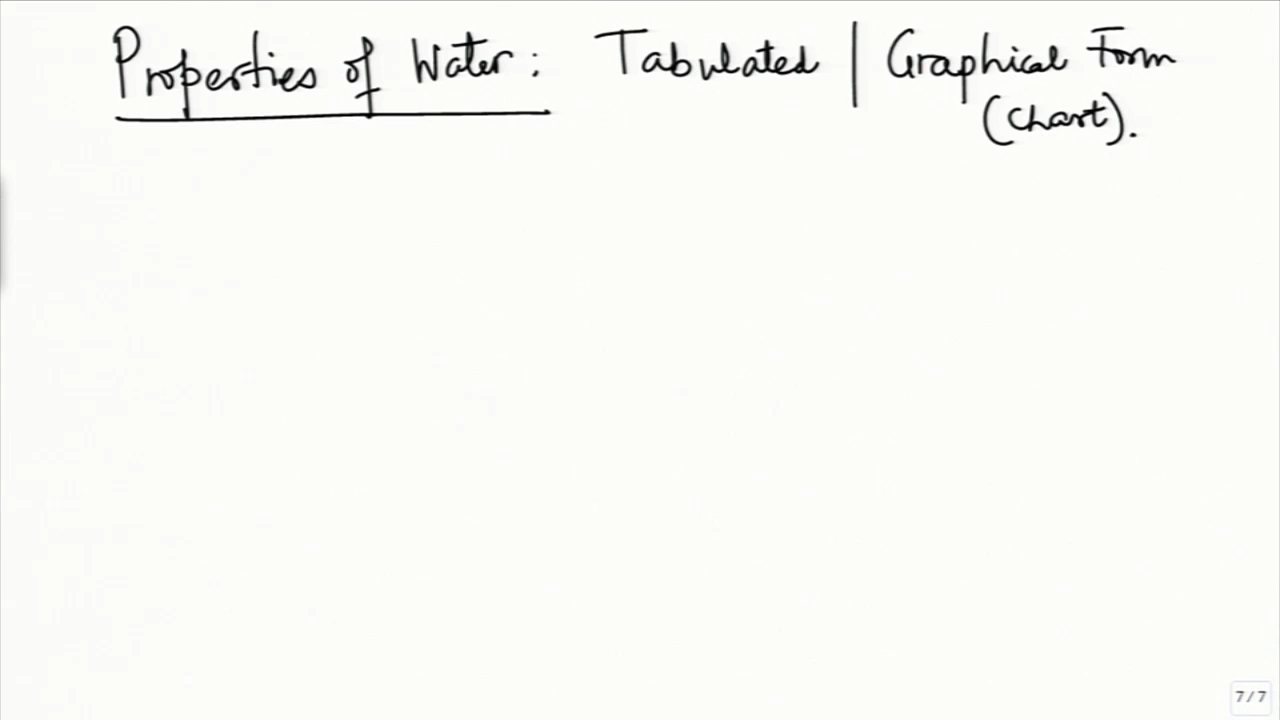 Properties of Water: Tabulated | Graphical Form
(Chart).
7/7